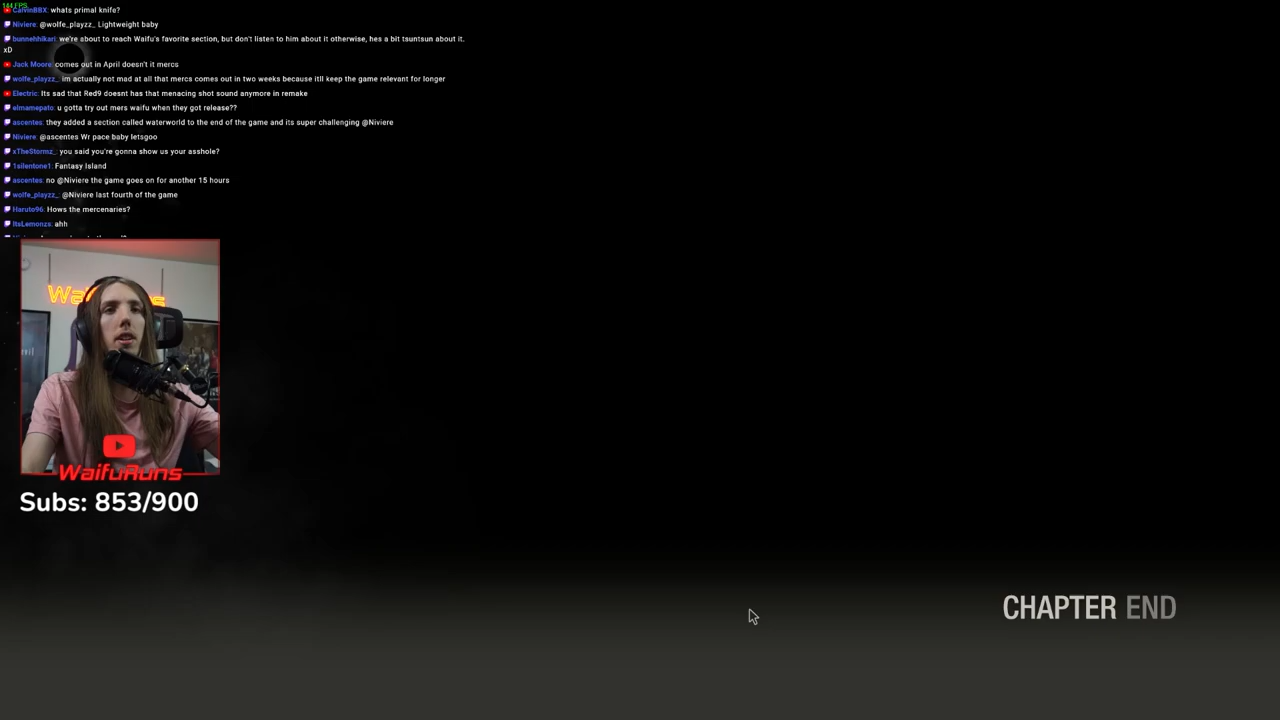 144 FPS
CalvinBBX: whats primal knife?
Niviere: @wolfe_playzz_ Lightweight baby
bunnehhikari: we're about to reach Waifu's favorite section, but don't listen to him about it otherwise, hes a bit tsuntsun about it.
xD
Jack Moore: comes out in April doesn't it mercs
wolfe_playzz_: im actually not mad at all that mercs comes out in two weeks because itll keep the game relevant for longer
Electric: Its sad that Red9 doesnt has that menacing shot sound anymore in remake
elmamepato: u gotta try out mers waifu when they got release??
ascentes: they added a section called waterworld to the end of the game and its super challenging @Niviere
Niviere: @ascentes Wr pace baby letsgoo
xTheStormz_: you said you're gonna show us your asshole?
1silentone1: Fantasy Island
ascentes: no @Niviere the game goes on for another 15 hours
wolfe_playzz_: @Niviere last fourth of the game
Haruto96: Hows the mercenaries?
ItsLemonzs: ahh
WaifuRuns
Subs: 853/900
CHAPTER END